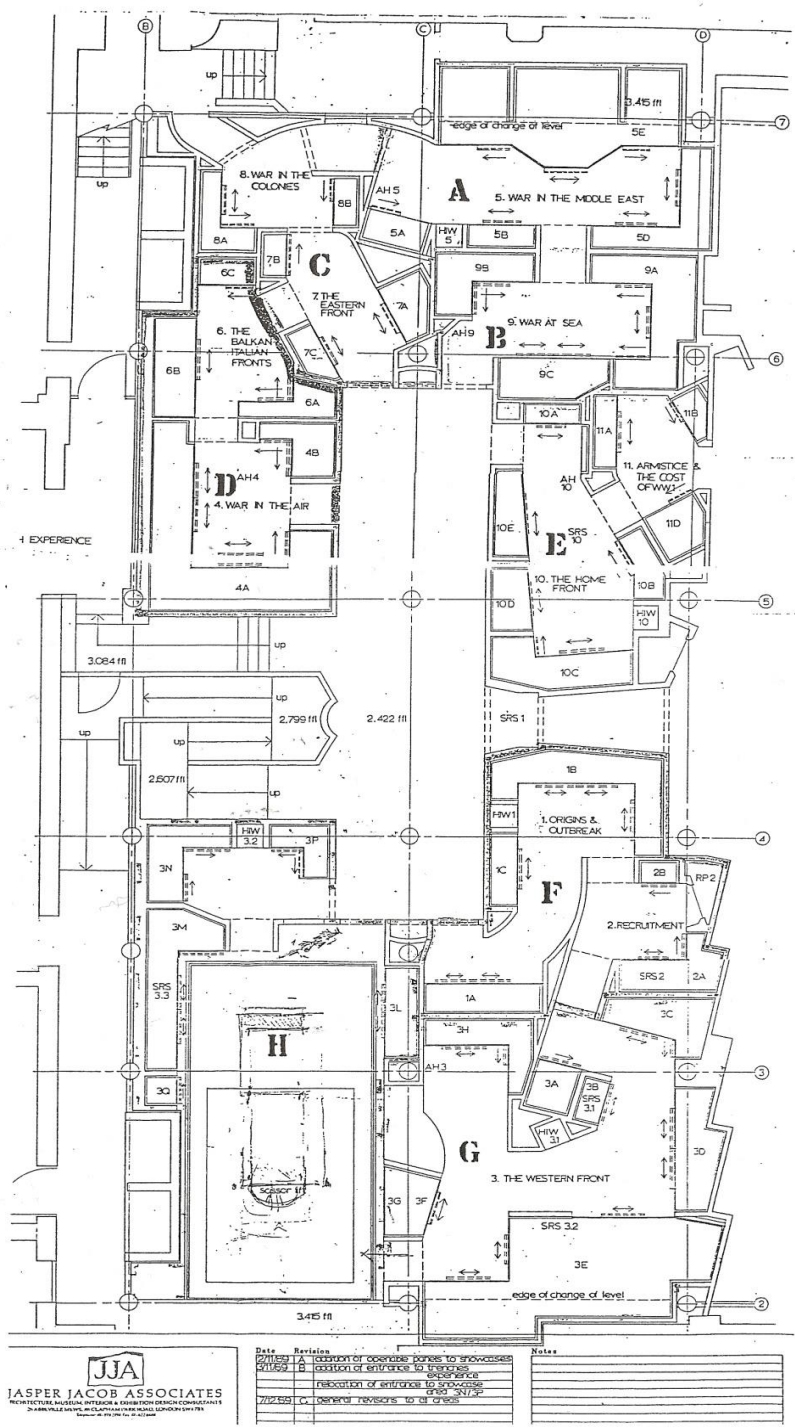 B
C
D
up
3.415 ffl
edge of change of level
5E
7
up
8. WAR IN THE
COLONIES
8B
AH 5
A
5. WAR IN THE MIDDLE EAST
8A
5A
HIW
5
5B
5D
7B
C
6C
9B
9A
7. THE
EASTERN
FRONT
7A
6. THE
BALKAN
ITALIAN
FRONTS
AH9
B
9. WAR AT SEA
6B
7C
6
9C
6A
10A
11A
11B
4B
D
AH4
4. WAR IN THE AIR
AH
10
11. ARMISTICE &
THE COST
OF WW1
10E
E
SRS
10
11D
EXPERIENCE
10. THE HOME
FRONT
10B
4A
10D
5
HIW
10
up
3.084 ffl
10C
up
2.799 ffl
2.422 ffl
SRS 1
up
2.607 ffl
up
1B
HIW1
1. ORIGINS &
OUTBREAK
HIW
3.2
3P
4
3N
1C
2B
RP2
F
3M
2. RECRUITMENT
SRS
3.3
SRS 2
2A
3L
1A
3C
H
3H
AH3
3
3Q
3A
3B
SRS
3.1
HIW
3.1
G
3D
3. THE WESTERN FRONT
scissor lift
3G
3F
SRS 3.2
3E
edge of change of level
2
3.415 ffl
JJA
JASPER JACOB ASSOCIATES
ARCHITECTURE, MUSEUM, INTERIOR & EXHIBITION DESIGN CONSULTANTS
Date Revision
A addition of openable panels to showcases
B addition of entrance to trenches
experience
relocation of entrance to showcase
area 3N/3P
C general revisions to all areas
Notes